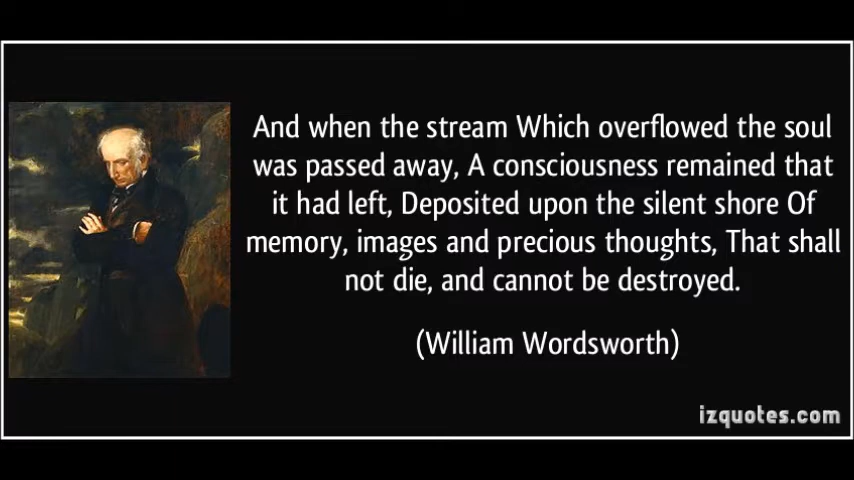 And when the stream Which overflowed the soul
was passed away, A consciousness remained that
it had left, Deposited upon the silent shore Of
memory, images and precious thoughts, That shall
not die, and cannot be destroyed.
(William Wordsworth)
izquotes.com